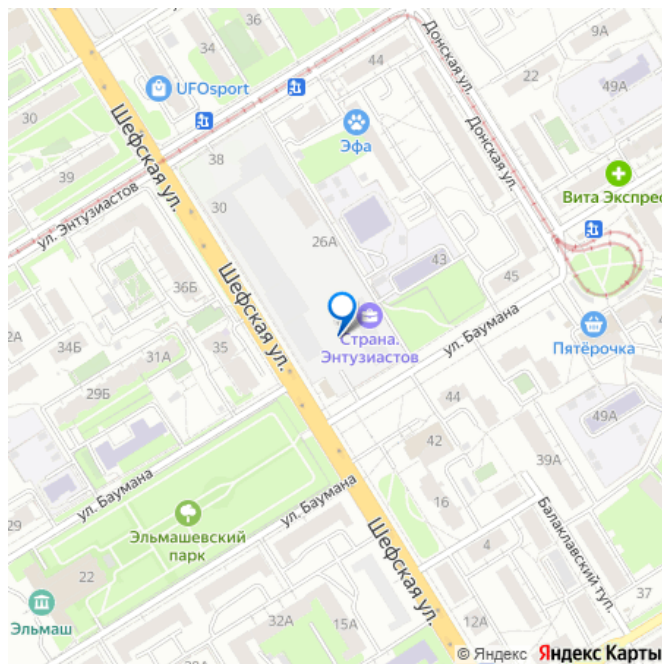 9А
34
44
22
49А
UFOsport
Донская ул.
30
Шефская ул.
38
Эфа
Донская ул.
39
Вита Экспрес
ул. Энтузиастов
30
26А
43
45
36Б
Шефская ул.
2А
34Б
31А
35
Страна.
Энтузиастов
ул. Баумана
Пятёрочка
29Б
44
49А
42
39А
ул. Баумана
ул. Баумана
16
29
Эльмашевский
парк
Шефская ул.
4
Балаклавский туп.
22
37
Эльмаш
32А
15А
12А
© Яндекс Яндекс Карты